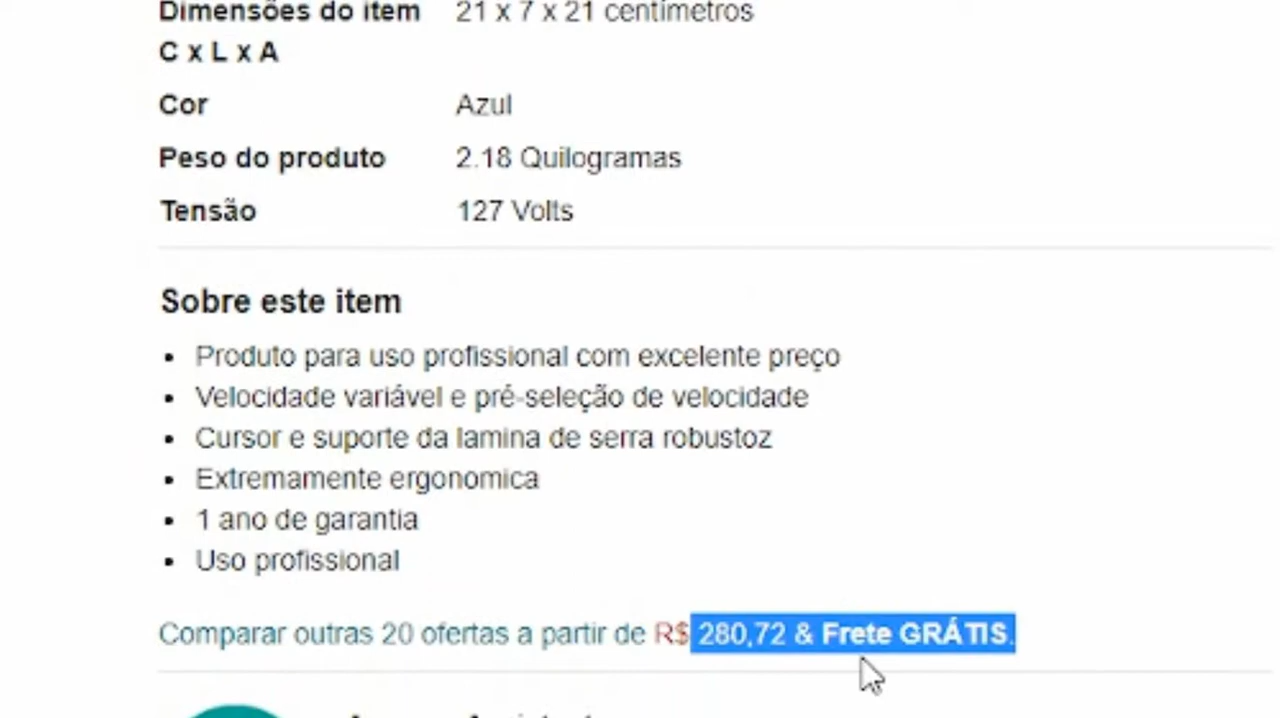 Dimensões do item 21 x 7 x 21 centímetros
C x L x A
Cor Azul
Peso do produto 2.18 Quilogramas
Tensão 127 Volts
Sobre este item
• Produto para uso profissional com excelente preço
• Velocidade variável e pré-seleção de velocidade
• Cursor e suporte da lamina de serra robustoz
• Extremamente ergonomica
• 1 ano de garantia
• Uso profissional
Comparar outras 20 ofertas a partir de R$ 280,72 & Frete GRÁTIS.